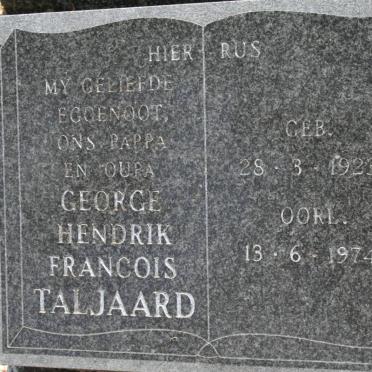 HIER RUS
MY GELIEFDE
EGGENOOT,
ONS PAPPA
EN OUPA
GEORGE
HENDRIK
FRANCOIS
TALJAARD
GEB.
28 · 3 · 192
OORL.
13 · 6 · 1974